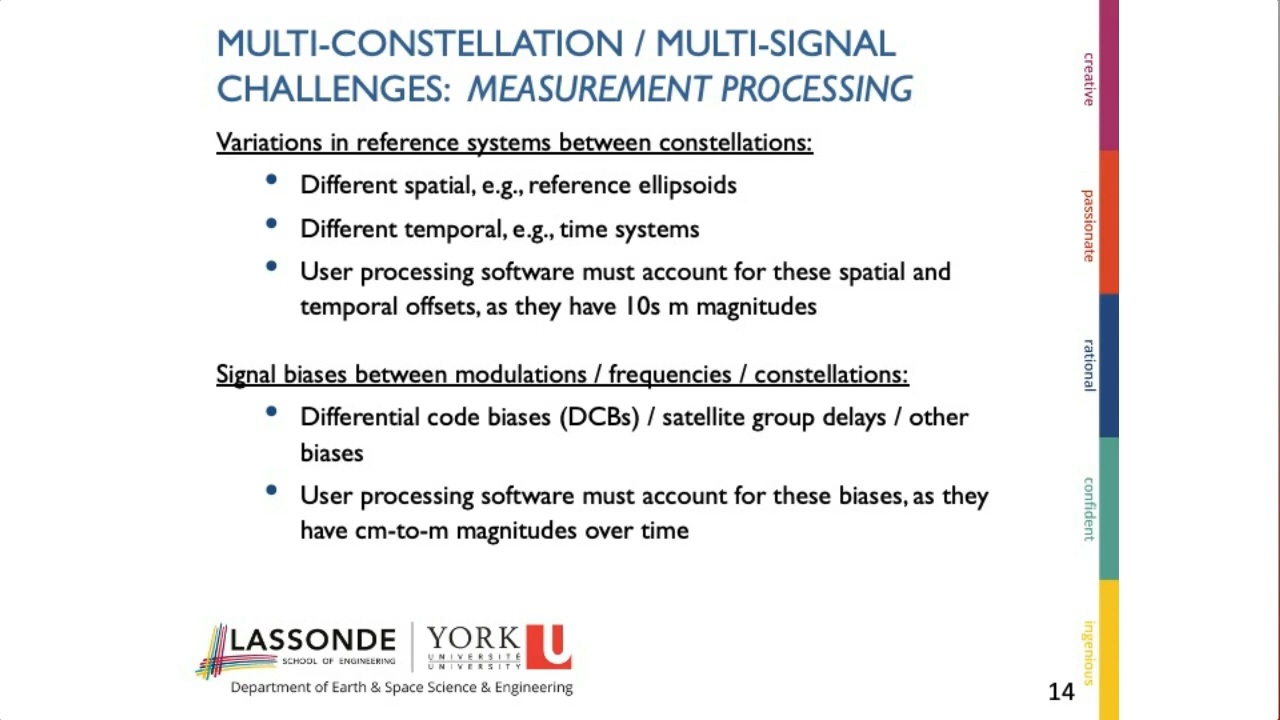 MULTI-CONSTELLATION / MULTI-SIGNAL
CHALLENGES: MEASUREMENT PROCESSING
Variations in reference systems between constellations:
• Different spatial, e.g., reference ellipsoids
• Different temporal, e.g., time systems
• User processing software must account for these spatial and
temporal offsets, as they have 10s m magnitudes
Signal biases between modulations / frequencies / constellations:
• Differential code biases (DCBs) / satellite group delays / other
biases
• User processing software must account for these biases, as they
have cm-to-m magnitudes over time
creative
passionate
rational
confident
ingenious
LASSONDE
SCHOOL OF ENGINEERING
YORK
UNIVERSITÉ
UNIVERSITY
U
Department of Earth & Space Science & Engineering
14